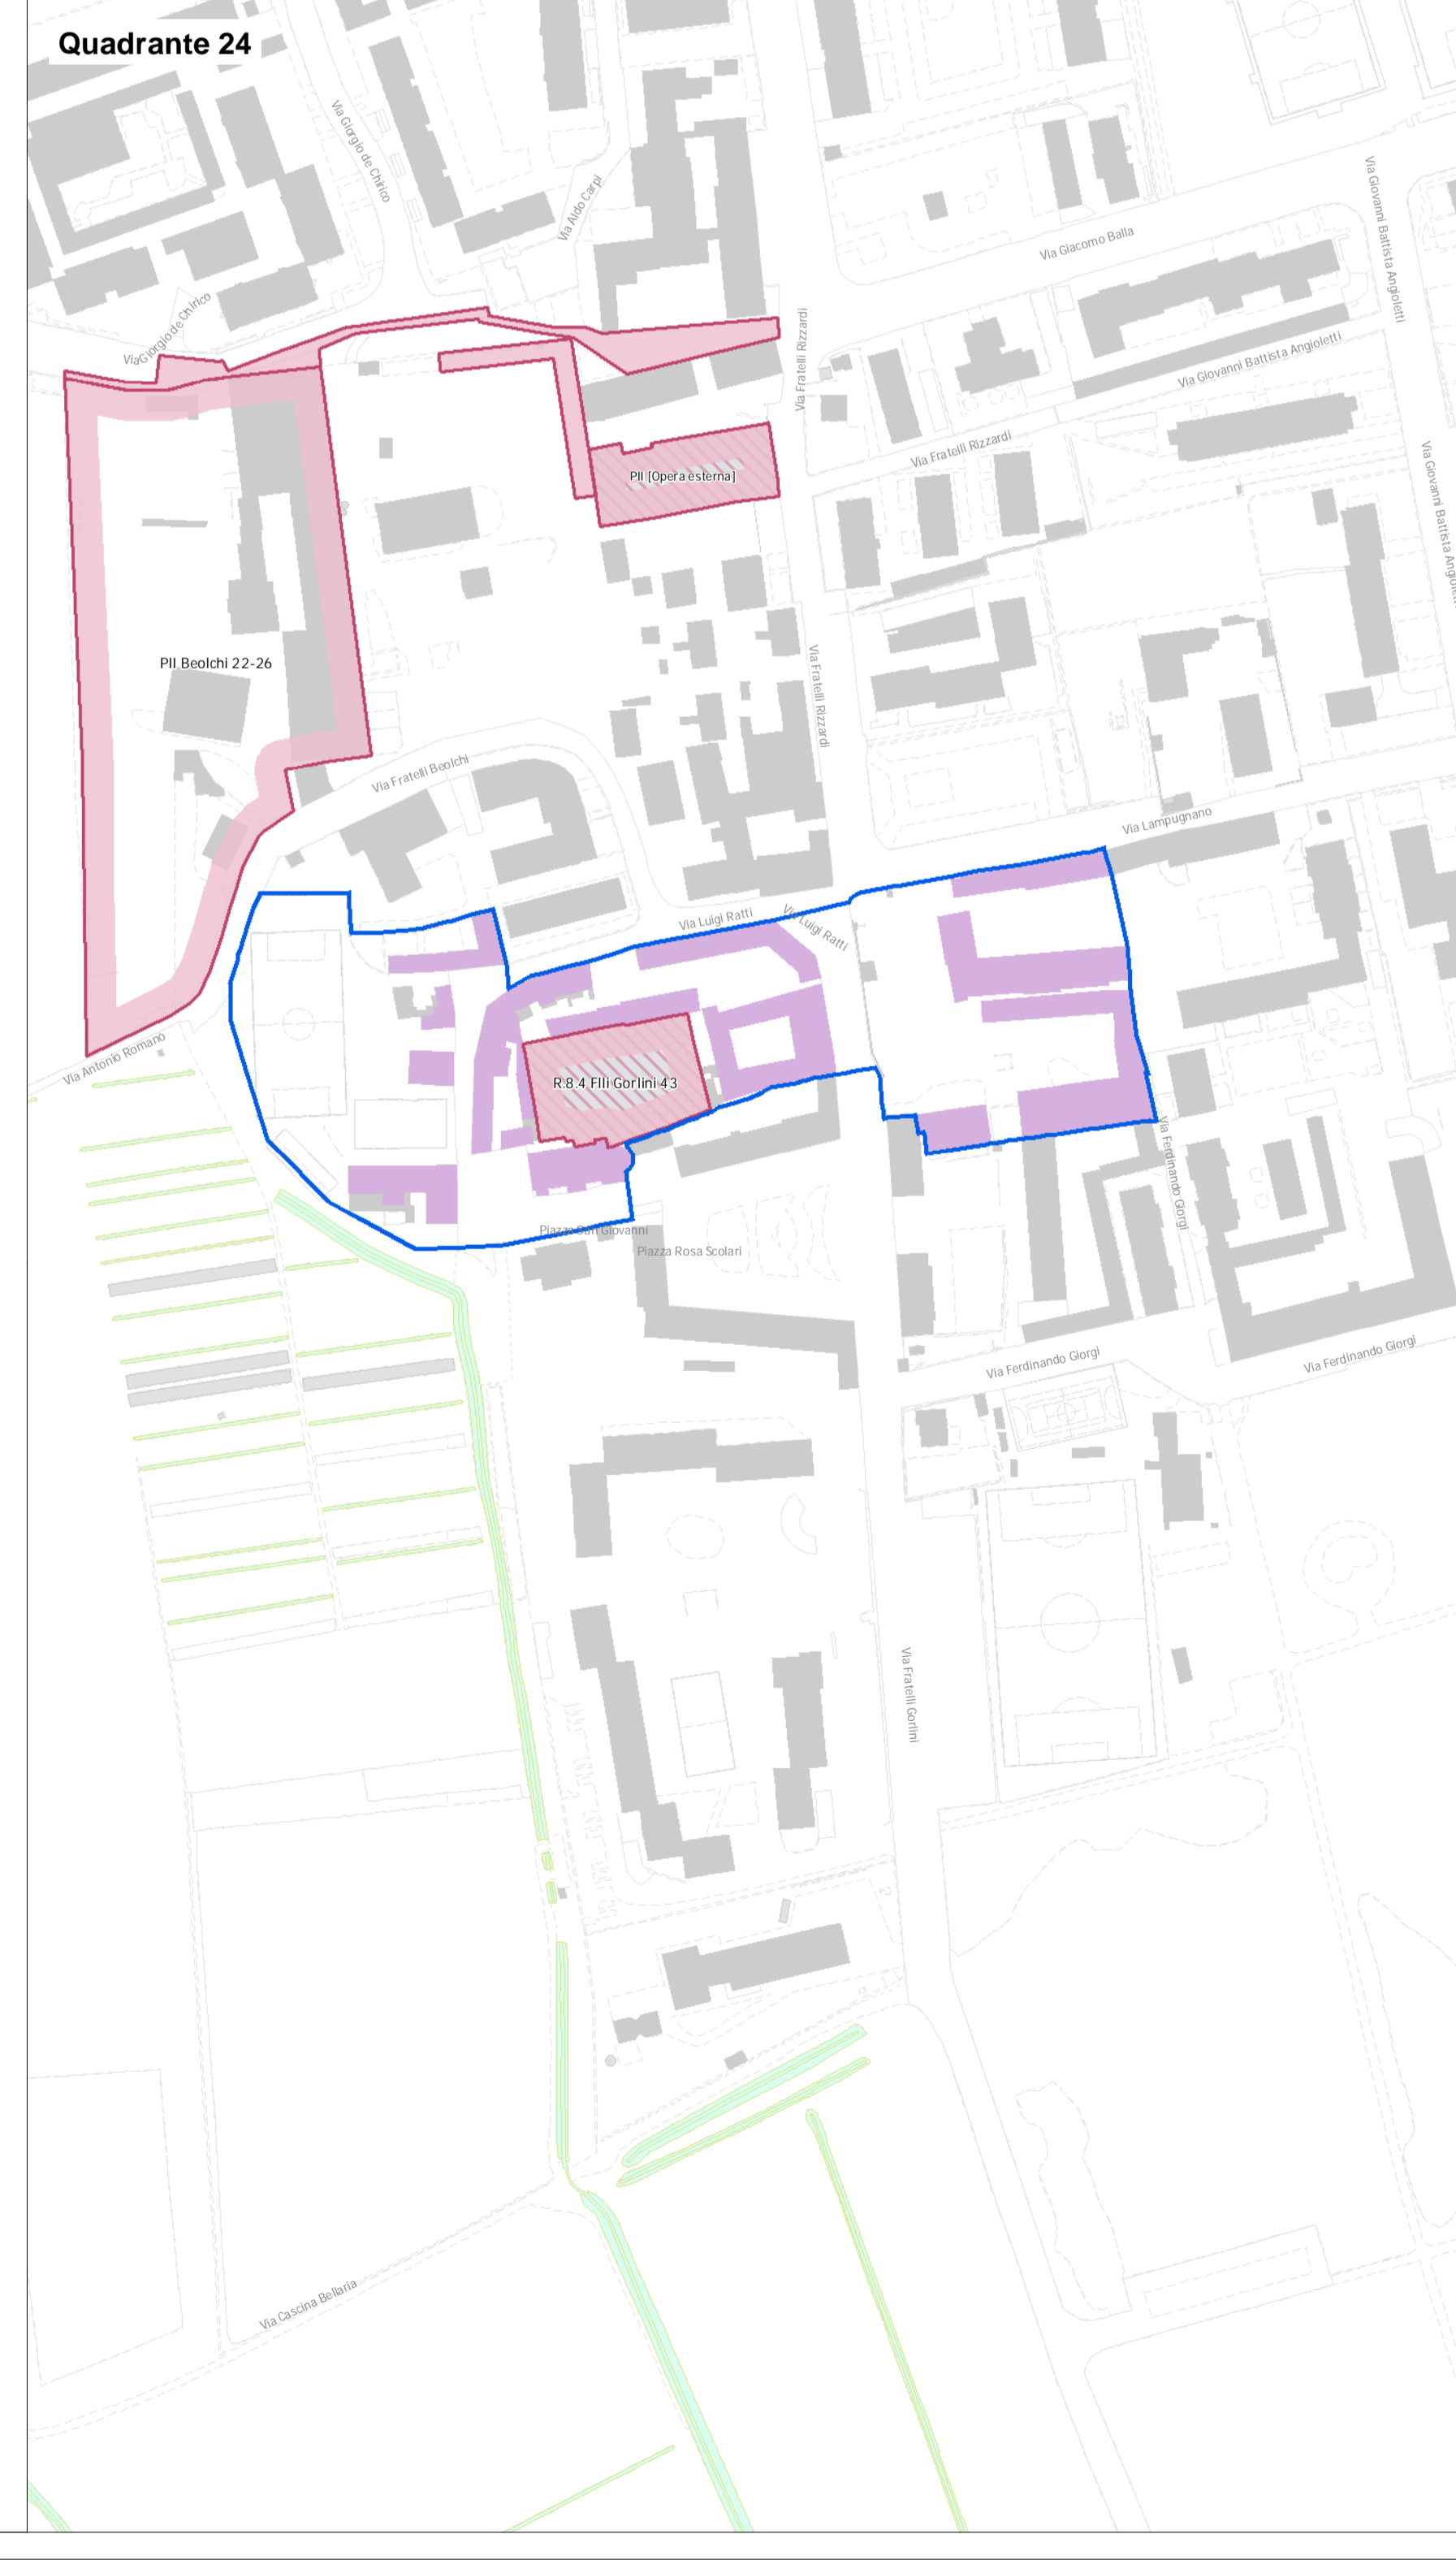 Quadrante 24
Via Giorgio de Chirico
Via Aldo Carpi
Via Giovanni Battista Angioletti
Via Giacomo Balla
Via Giorgio de Chirico
Via Fratelli Rizzardi
Via Giovanni Battista Angioletti
Via Fratelli Rizzardi
PII [Opera esterna]
Via Giovanni Battista Angioletti
PII Beolchi 22-26
Via Fratelli Rizzardi
Via Fratelli Beolchi
Via Lampugnano
Via Luigi Ratti
Via Luigi Ratti
Via Antonio Romanò
R.8.4 Flli Gorlini 43
Via Ferdinando Giorgi
Piazza San Giovanni
Piazza Rosa Scolari
Via Ferdinando Giorgi
Via Ferdinando Giorgi
Via Fratelli Gorlini
Via Cascina Bellaria